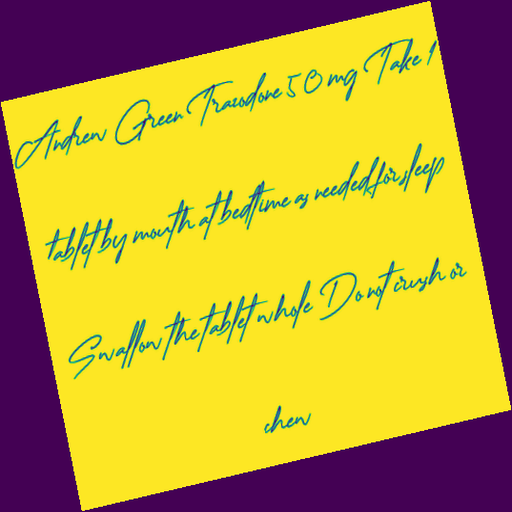 Andrew Green Trazodone 50 mg Take 1
tablet by mouth at bedtime as needed for sleep
Swallow the tablet whole Do not crush or
chew